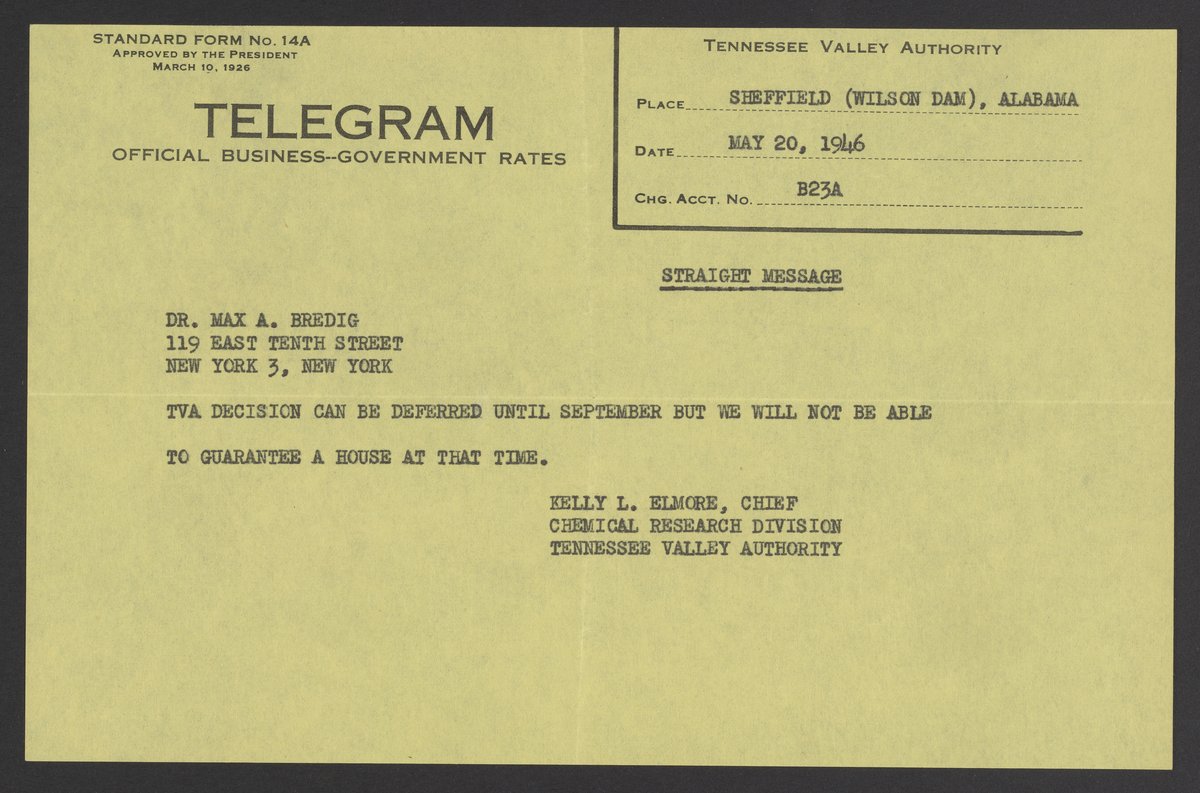 STANDARD FORM No. 14A
APPROVED BY THE PRESIDENT
MARCH 10, 1926
TELEGRAM
OFFICIAL BUSINESS--GOVERNMENT RATES
TENNESSEE VALLEY AUTHORITY
PLACE SHEFFIELD (WILSON DAM), ALABAMA
DATE MAY 20, 1946
CHG. ACCT. No. B23A
STRAIGHT MESSAGE
DR. MAX A. BREDIG
119 EAST TENTH STREET
NEW YORK 3, NEW YORK
TVA DECISION CAN BE DEFERRED UNTIL SEPTEMBER BUT WE WILL NOT BE ABLE
TO GUARANTEE A HOUSE AT THAT TIME.
KELLY L. ELMORE, CHIEF
CHEMICAL RESEARCH DIVISION
TENNESSEE VALLEY AUTHORITY